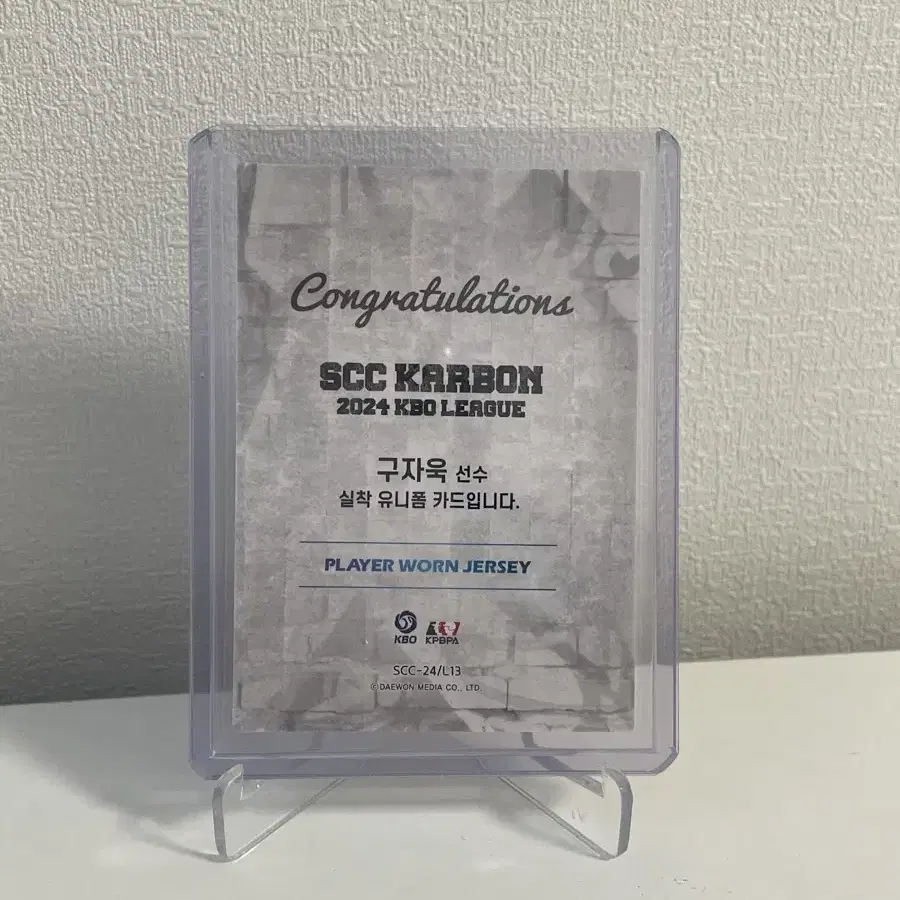 Congratulations
SCC KARBON
2024 KBO LEAGUE
구자욱 선수
실착 유니폼 카드입니다.
PLAYER WORN JERSEY
KBO KPBPA
SCC-24/L13
©DAEWON MEDIA CO., LTD